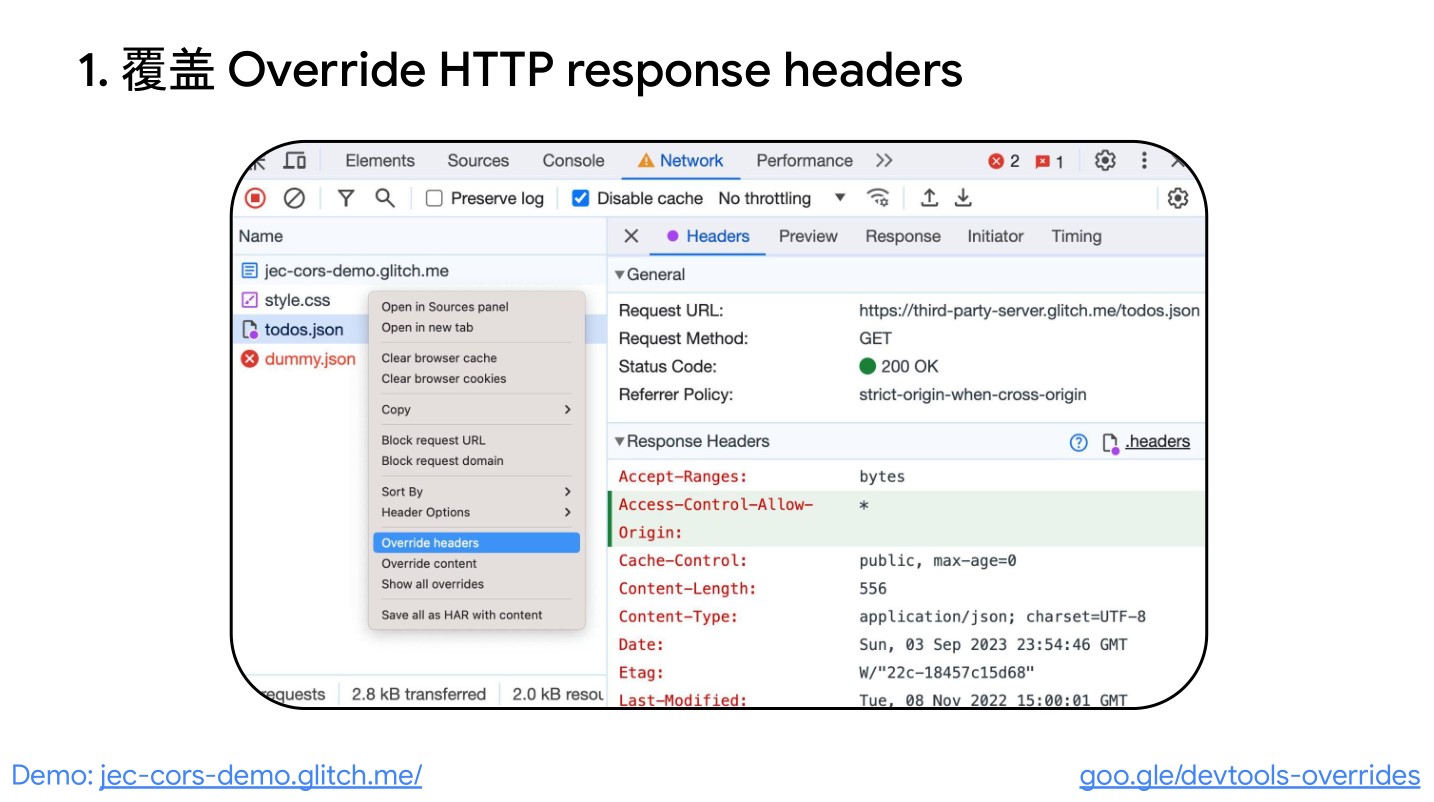 1. 覆盖 Override HTTP response headers
Elements Sources Console Network Performance 2 1
Preserve log Disable cache No throttling
Name
Headers Preview Response Initiator Timing
jec-cors-demo.glitch.me
style.css
todos.json
dummy.json
Open in Sources panel
Open in new tab
Clear browser cache
Clear browser cookies
Copy
Block request URL
Block request domain
Sort By
Header Options
Override headers
Override content
Show all overrides
Save all as HAR with content
General
Request URL: https://third-party-server.glitch.me/todos.json
Request Method: GET
Status Code: 200 OK
Referrer Policy: strict-origin-when-cross-origin
Response Headers .headers
Accept-Ranges: bytes
Access-Control-Allow- *
Origin:
Cache-Control: public, max-age=0
Content-Length: 556
Content-Type: application/json; charset=UTF-8
Date: Sun, 03 Sep 2023 23:54:46 GMT
Etag: W/"22c-18457c15d68"
Last-Modified: Tue, 08 Nov 2022 15:00:01 GMT
2.8 kB transferred 2.0 kB
Demo: jec-cors-demo.glitch.me/
goo.gle/devtools-overrides